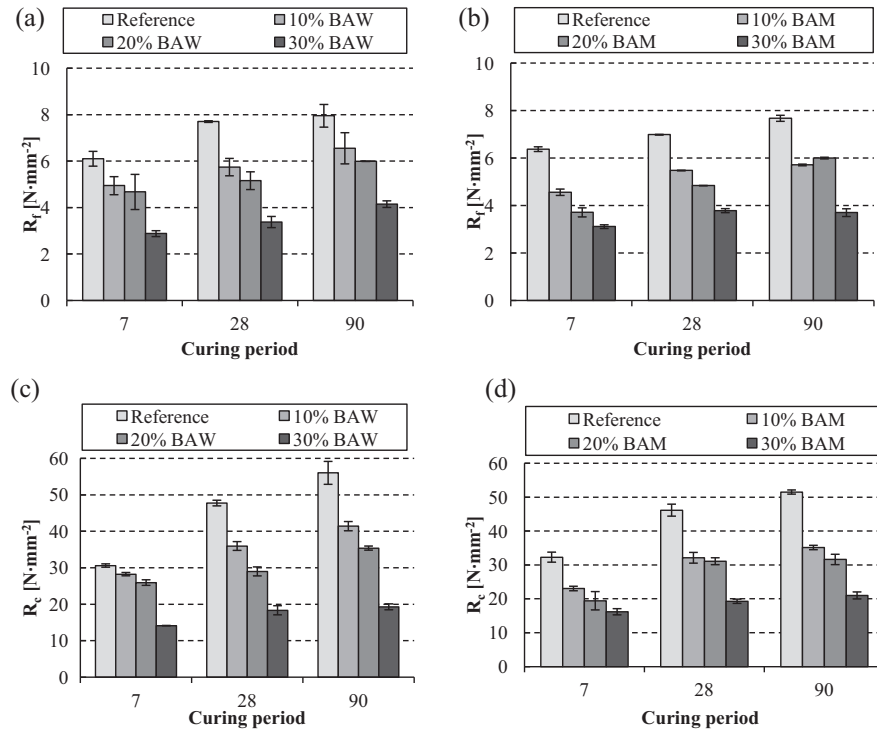 (a)
Reference 10% BAW
20% BAW 30% BAW
10
8
6
4
2
0
R_f [N·mm⁻²]
7 28 90
Curing period
(b)
Reference 10% BAM
20% BAM 30% BAM
10
8
6
4
2
0
R_f [N·mm⁻²]
7 28 90
Curing period
(c)
Reference 10% BAW
20% BAW 30% BAW
60
50
40
30
20
10
0
R_c [N·mm⁻²]
7 28 90
Curing period
(d)
Reference 10% BAM
20% BAM 30% BAM
60
50
40
30
20
10
0
R_c [N·mm⁻²]
7 28 90
Curing period